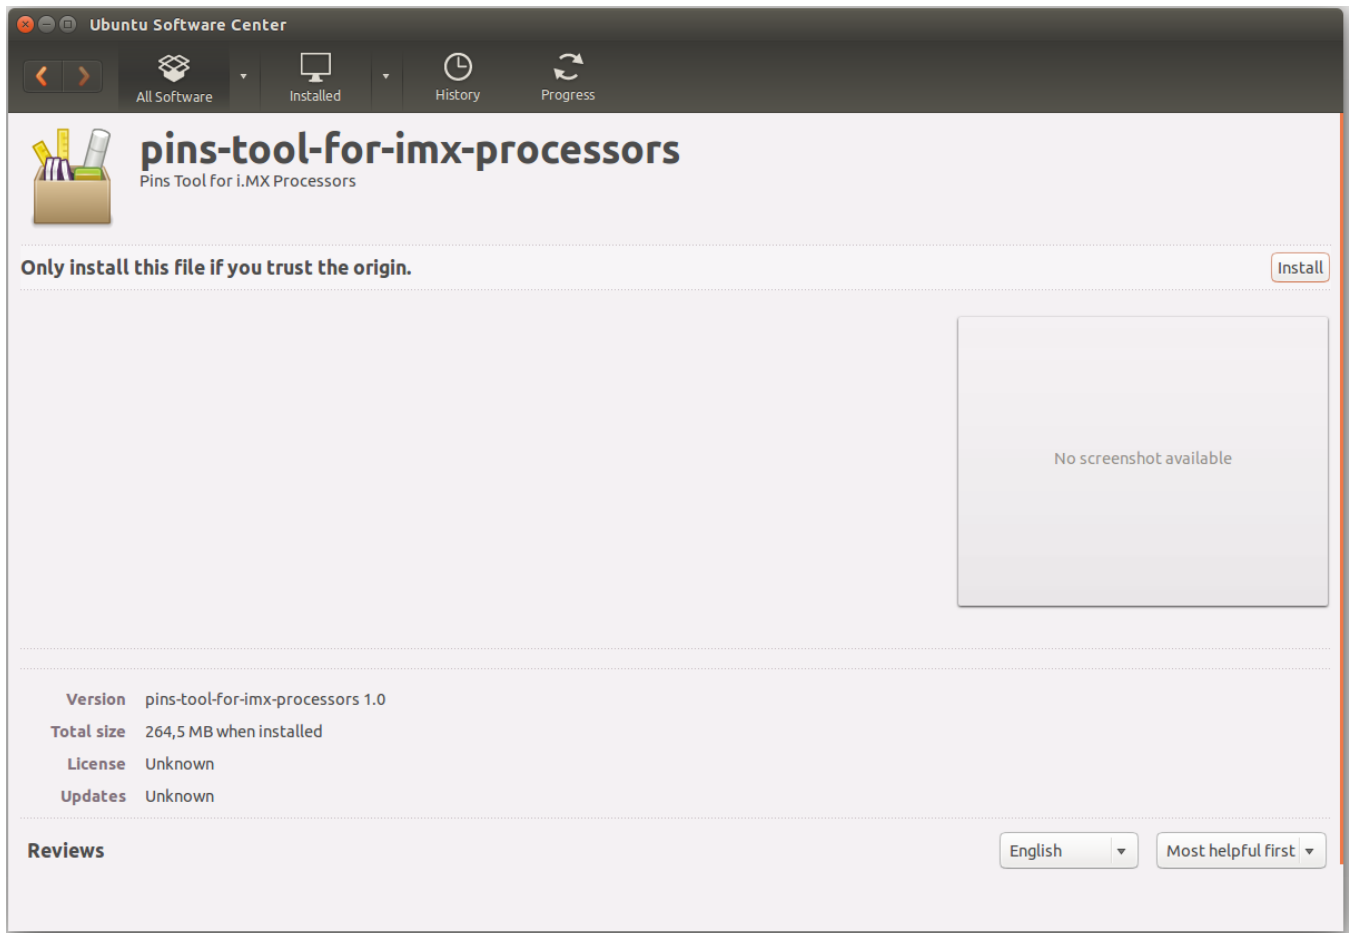 Ubuntu Software Center
All Software
Installed
History
Progress
pins-tool-for-imx-processors
Pins Tool for i.MX Processors
Only install this file if you trust the origin.
Install
No screenshot available
Version pins-tool-for-imx-processors 1.0
Total size 264,5 MB when installed
License Unknown
Updates Unknown
Reviews
English
Most helpful first